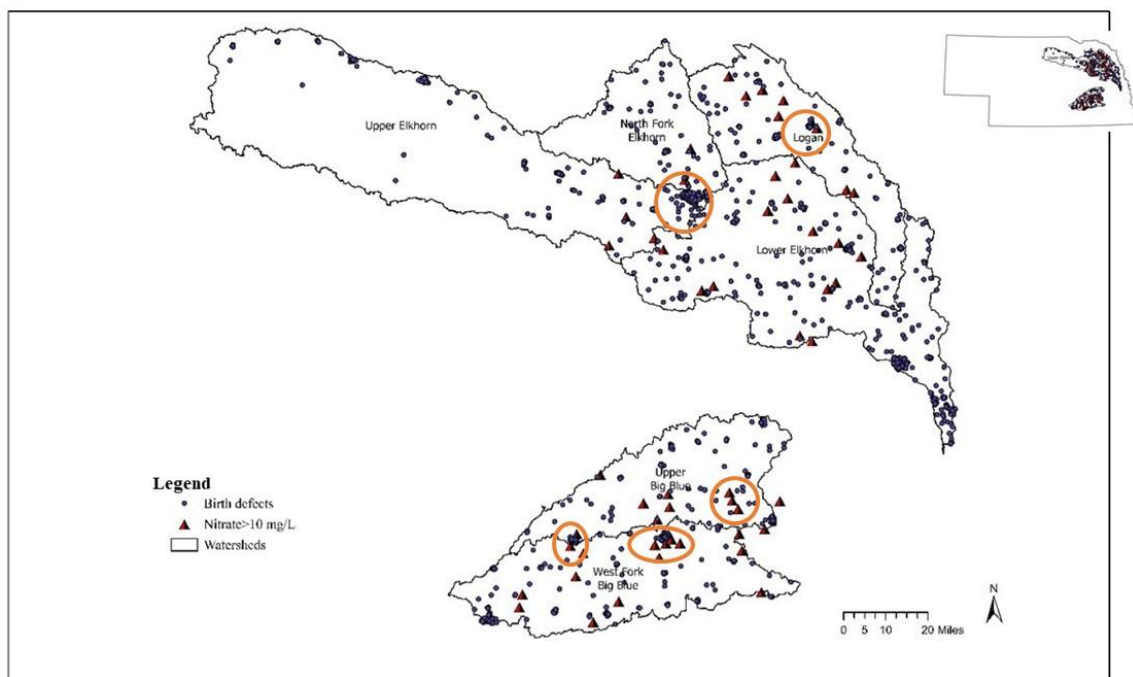 Upper Elkhorn
North Fork
Elkhorn
Logan
Lower Elkhorn
Upper
Big Blue
West Fork
Big Blue
Legend
Birth defects
Nitrate>10 mg/L
Watersheds
N
0 5 10 20 Miles